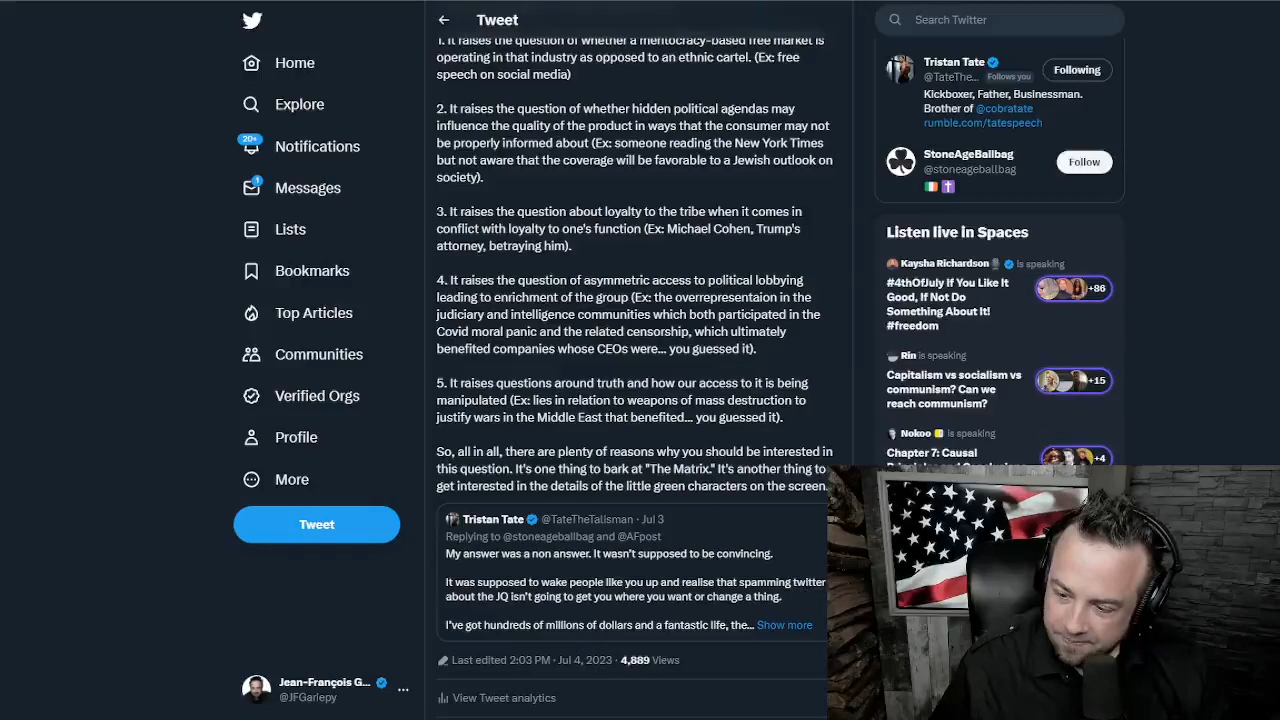 Tweet
Search Twitter
Home
Explore
20+
Notifications
1
Messages
Lists
Bookmarks
Top Articles
Communities
Verified Orgs
Profile
More
Tweet
Jean-François G...
@JFGariepy
1. It raises the question of whether a meritocracy-based free market is
operating in that industry as opposed to an ethnic cartel. (Ex: free
speech on social media)
2. It raises the question of whether hidden political agendas may
influence the quality of the product in ways that the consumer may not
be properly informed about (Ex: someone reading the New York Times
but not aware that the coverage will be favorable to a Jewish outlook on
society).
3. It raises the question about loyalty to the tribe when it comes in
conflict with loyalty to one's function (Ex: Michael Cohen, Trump's
attorney, betraying him).
4. It raises the question of asymmetric access to political lobbying
leading to enrichment of the group (Ex: the overrepresentaion in the
judiciary and intelligence communities which both participated in the
Covid moral panic and the related censorship, which ultimately
benefited companies whose CEOs were... you guessed it).
5. It raises questions around truth and how our access to it is being
manipulated (Ex: lies in relation to weapons of mass destruction to
justify wars in the Middle East that benefited... you guessed it).
So, all in all, there are plenty of reasons why you should be interested in
this question. It's one thing to bark at "The Matrix." It's another thing to
get interested in the details of the little green characters on the screen.
Tristan Tate @TateTheTalisman · Jul 3
Replying to @stoneageballbag and @AFpost
My answer was a non answer. It wasn't supposed to be convincing.
It was supposed to wake people like you up and realise that spamming twitter
about the JQ isn't going to get you where you want or change a thing.
I've got hundreds of millions of dollars and a fantastic life, the... Show more
Last edited 2:03 PM · Jul 4, 2023 · 4,889 Views
View Tweet analytics
Tristan Tate
@TateThe... Follows you
Following
Kickboxer, Father, Businessman.
Brother of @cobratate
rumble.com/tatespeech
StoneAgeBallbag
@stoneageballbag
Follow
Listen live in Spaces
Kaysha Richardson is speaking
#4thOfJuly If You Like It
Good, If Not Do
Something About It!
#freedom
+86
Rin is speaking
Capitalism vs socialism vs
communism? Can we
reach communism?
+15
Nokoo is speaking
Chapter 7: Causal
+4